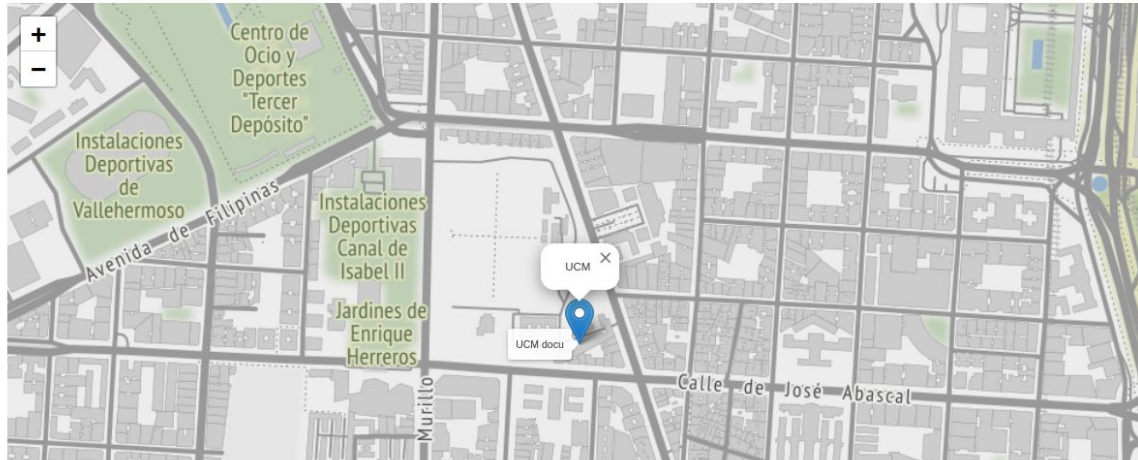 +
−
Centro de
Ocio y
Deportes
"Tercer
Depósito"
Instalaciones
Deportivas
de
Vallehermoso
Avenida de Filipinas
Instalaciones
Deportivas
Canal de
Isabel II
UCM
×
Jardines de
Enrique
Herreros
UCM docu
Murillo
Calle de José Abascal